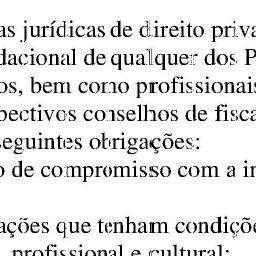 as jurídicas de direito priva
dacional de qualquer dos P
os, bem como profissionais
pectivos conselhos de fisca
seguintes obrigações:
o de compromisso com a in
ações que tenham condiçõe
profissional e cultural;